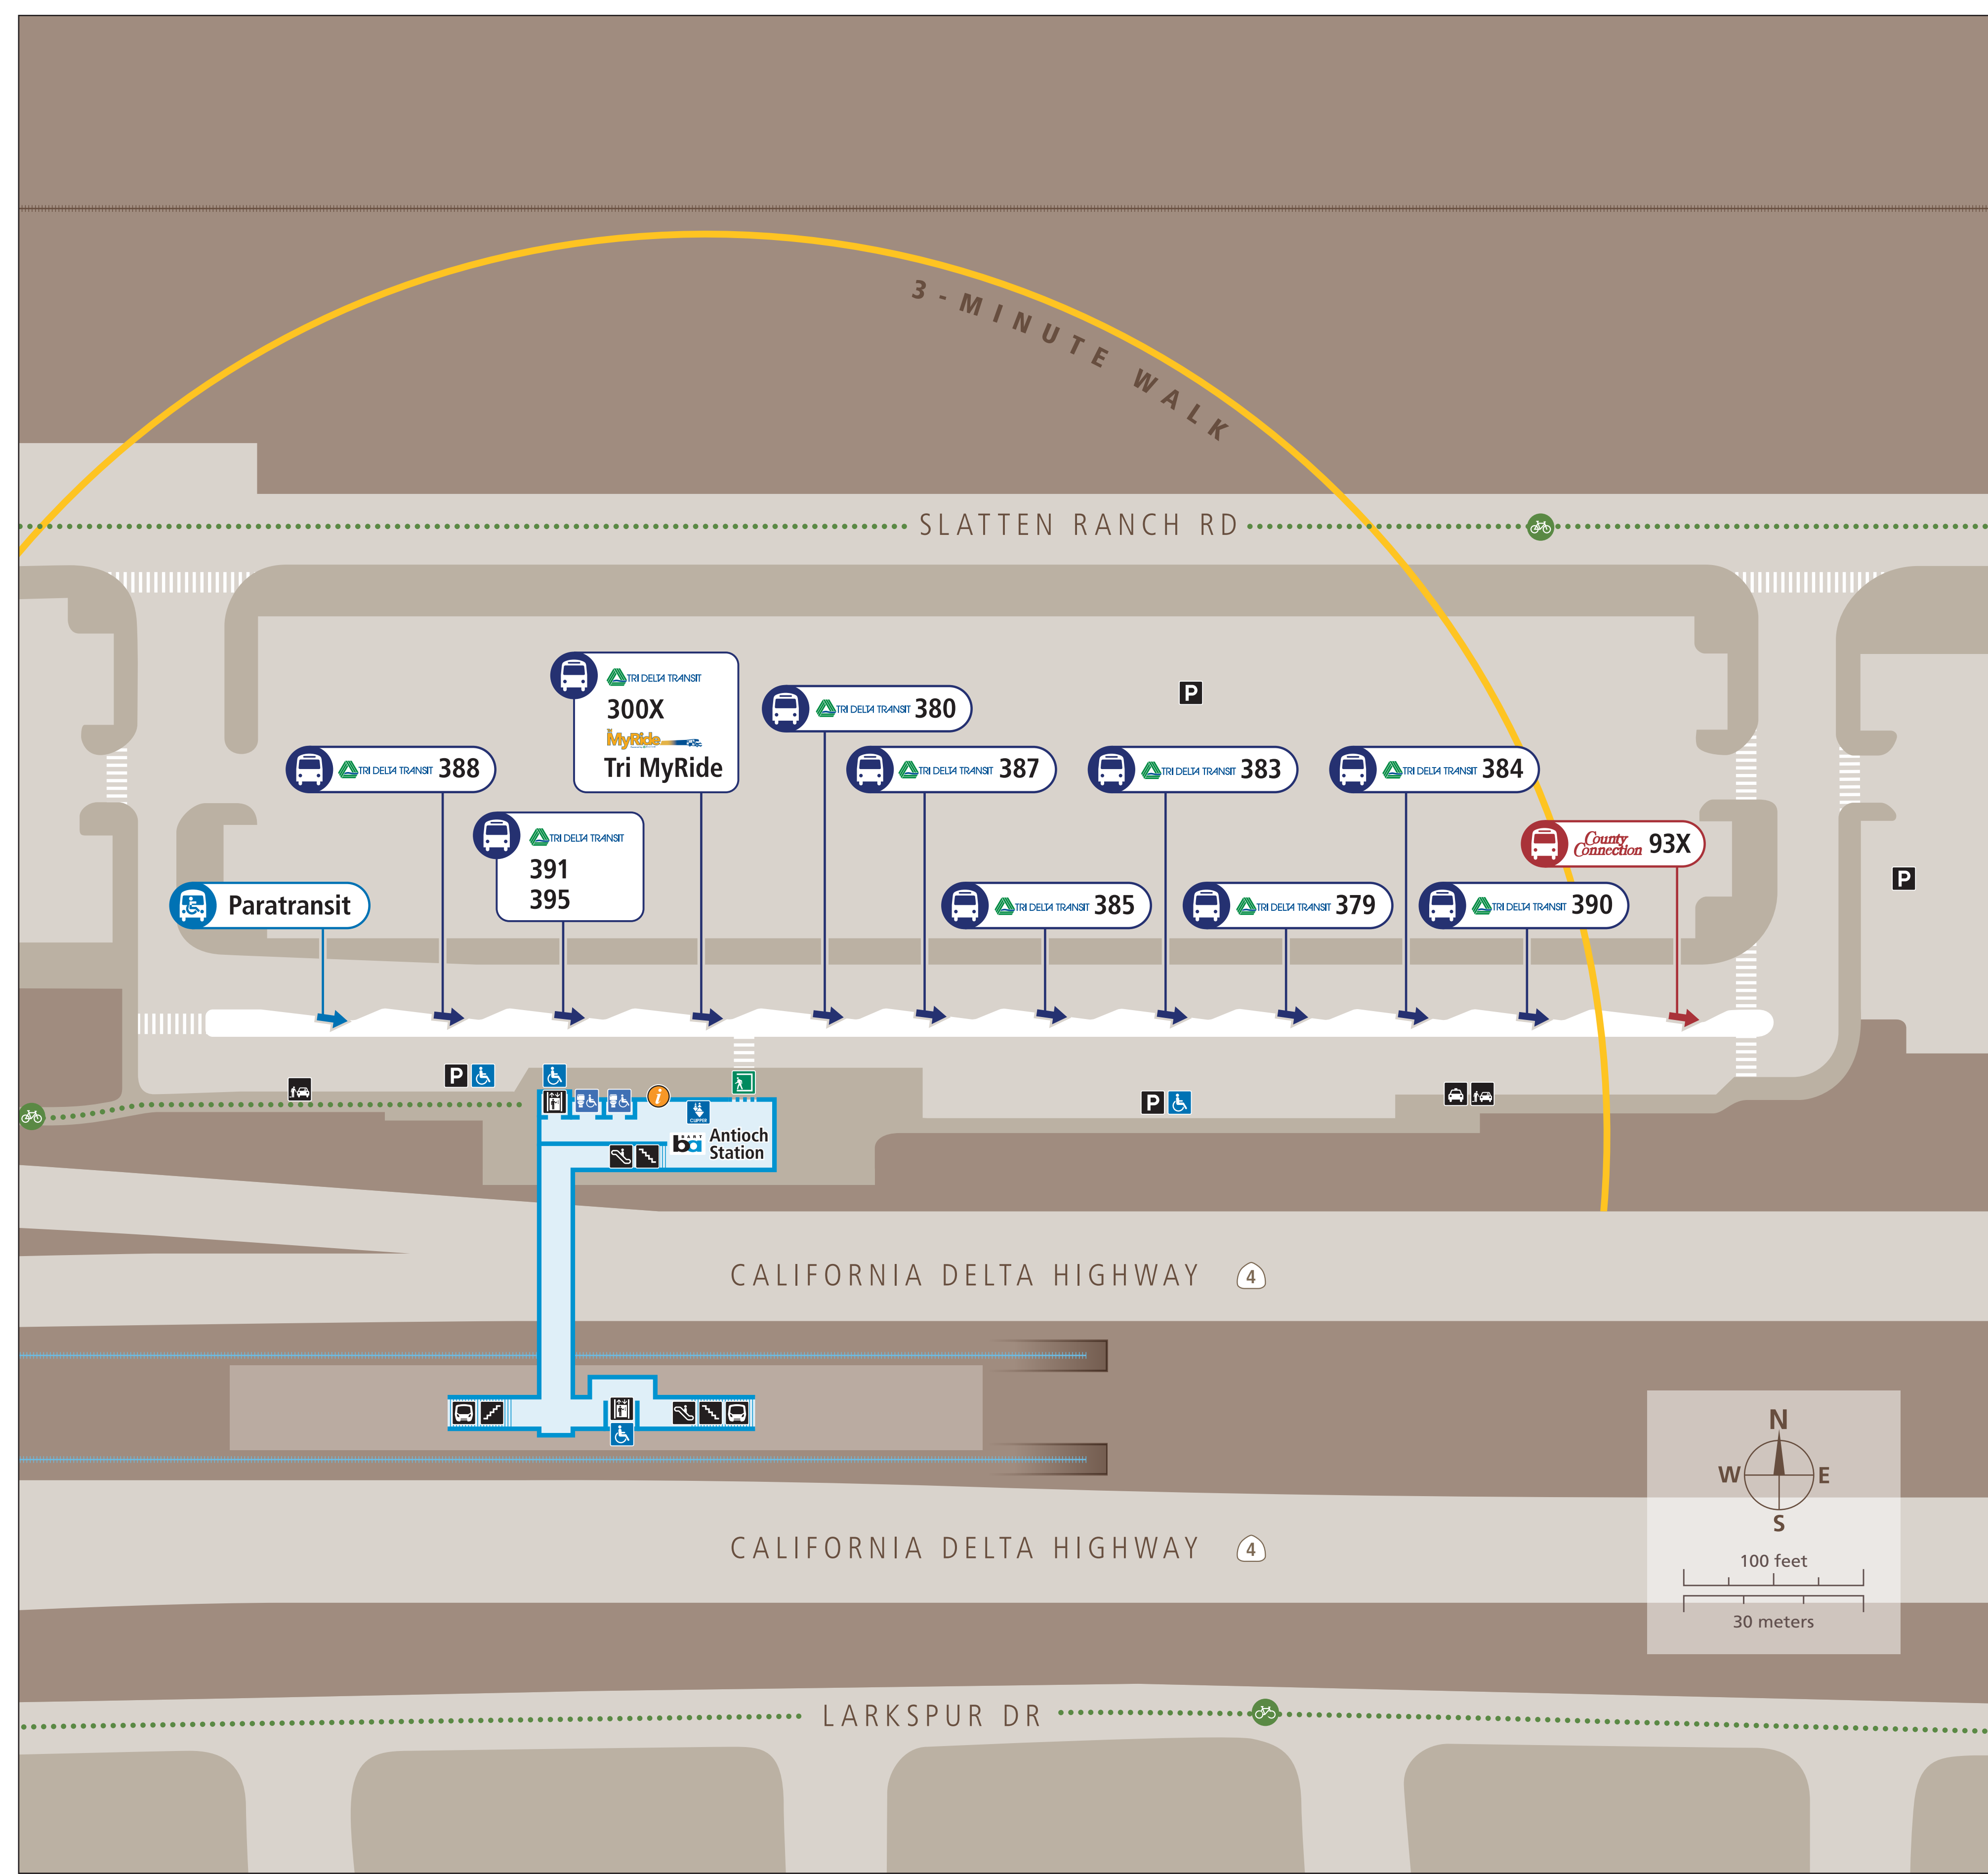 3-MINUTE WALK
SLATTEN RANCH RD
TRI DELTA TRANSIT
300X
MyRide
Tri MyRide
TRI DELTA TRANSIT 380
P
TRI DELTA TRANSIT 388
TRI DELTA TRANSIT 387
TRI DELTA TRANSIT 383
TRI DELTA TRANSIT 384
TRI DELTA TRANSIT
391
395
County Connection 93X
P
Paratransit
TRI DELTA TRANSIT 385
TRI DELTA TRANSIT 379
TRI DELTA TRANSIT 390
P
i
P
CLIPPER
BART
ba
Antioch
Station
CALIFORNIA DELTA HIGHWAY 4
N
W E
S
CALIFORNIA DELTA HIGHWAY 4
100 feet
30 meters
LARKSPUR DR